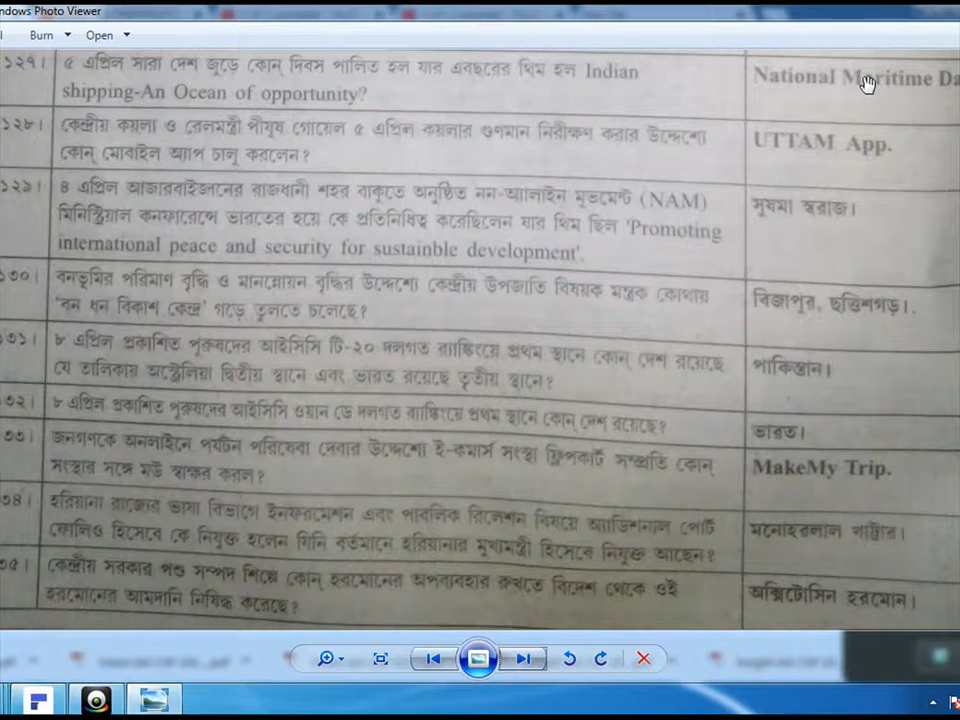 ndows Photo Viewer
Burn Open
১২৭। ৫ এপ্রিল সারা দেশ জুড়ে কোন্ দিবস পালিত হল যার এবছরের থিম হল Indian
shipping-An Ocean of opportunity?
National Maritime Da
১২৮। কেন্দ্রীয় কয়লা ও রেলমন্ত্রী পীযূষ গোয়েল ৫ এপ্রিল কয়লার গুণমান নিরীক্ষণ করার উদ্দেশ্যে
কোন্ মোবাইল অ্যাপ চালু করলেন?
UTTAM App.
১২৯। ৪ এপ্রিল আজারবাইজানের রাজধানী শহর বাকুতে অনুষ্ঠিত নন-অ্যালাইন মুভমেন্ট (NAM)
মিনিস্ট্রিয়াল কনফারেন্সে ভারতের হয়ে কে প্রতিনিধিত্ব করেছিলেন যার থিম ছিল 'Promoting
international peace and security for sustainble development'.
সুষমা স্বরাজ।
১৩০। বনভূমির পরিমাণ বৃদ্ধি ও মানোন্নয়ন বৃদ্ধির উদ্দেশ্যে কেন্দ্রীয় উপজাতি বিষয়ক মন্ত্রক কোথায়
'বন ধন বিকাশ কেন্দ্র' গড়ে তুলতে চলেছে?
বিজাপুর, ছত্তিশগড়।
১৩১। ৮ এপ্রিল প্রকাশিত পুরুষদের আইসিসি টি-২০ দলগত র‍্যাঙ্কিংয়ে প্রথম স্থানে কোন্ দেশ রয়েছে
যে তালিকায় অস্ট্রেলিয়া দ্বিতীয় স্থানে এবং ভারত রয়েছে তৃতীয় স্থানে?
পাকিস্তান।
৩২। ৮ এপ্রিল প্রকাশিত পুরুষদের আইসিসি ওয়ান ডে দলগত র‍্যাঙ্কিংয়ে প্রথম স্থানে কোন্ দেশ রয়েছে?
ভারত।
৩৩। জনগণকে অনলাইনে পর্যটন পরিষেবা দেবার উদ্দেশ্যে ই-কমার্স সংস্থা ফ্লিপকার্ট সম্প্রতি কোন্
সংস্থার সঙ্গে মউ স্বাক্ষর করল?
MakeMy Trip.
৩৪। হরিয়ানা রাজ্যের ভাষা বিভাগে ইনফরমেশন এবং পাবলিক রিলেশন বিষয়ে অ্যাডিশনাল পোর্ট
ফোলিও হিসেবে কে নিযুক্ত হলেন যিনি বর্তমানে হরিয়ানার মুখ্যমন্ত্রী হিসেবে নিযুক্ত আছেন?
মনোহরলাল খাট্টার।
৩৫। কেন্দ্রীয় সরকার পশু সম্পদ শিল্পে কোন্ হরমোনের অপব্যবহার রুখতে বিদেশ থেকে ওই
হরমোনের আমদানি নিষিদ্ধ করেছে?
অক্সিটোসিন হরমোন।